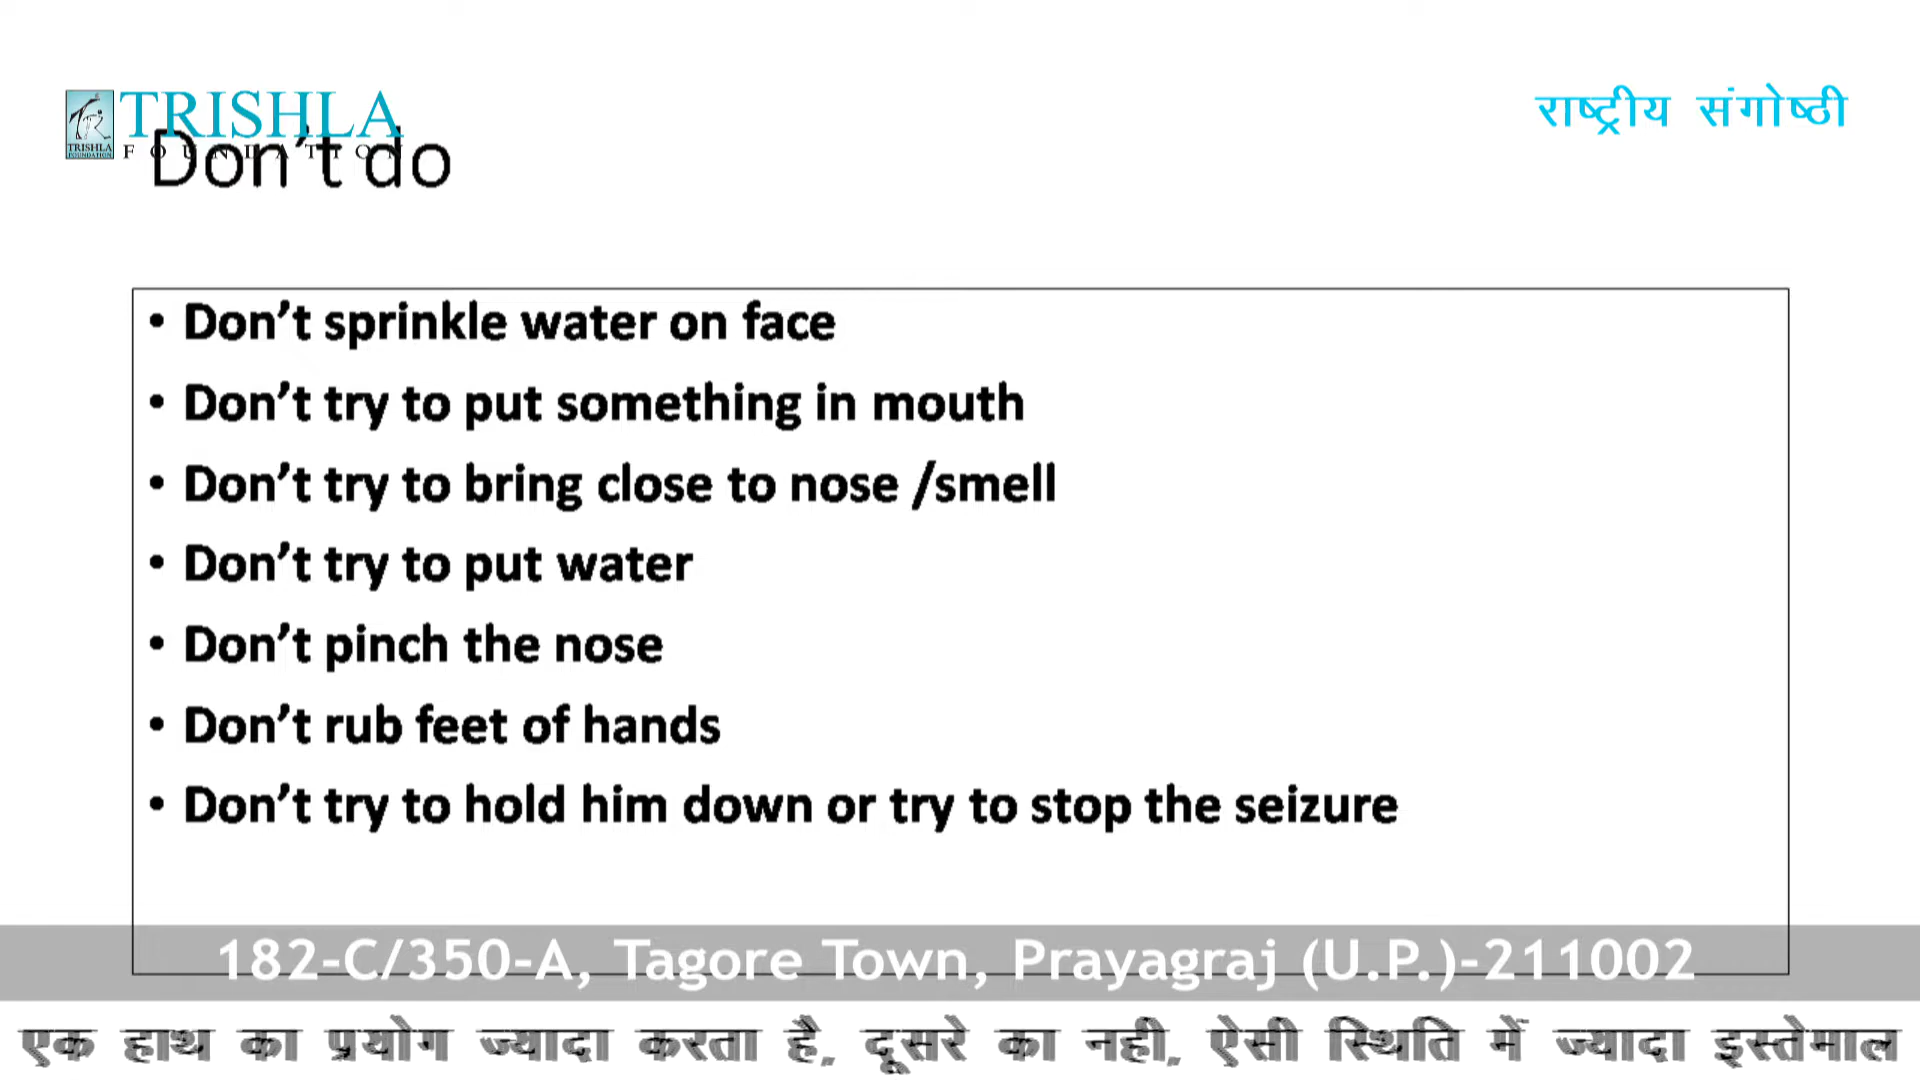 TRISHLA
FOUNDATION
TRISHLA
FOUNDATION
राष्ट्रीय संगोष्ठी
Don't do
• Don't sprinkle water on face
• Don't try to put something in mouth
• Don't try to bring close to nose /smell
• Don't try to put water
• Don't pinch the nose
• Don't rub feet of hands
• Don't try to hold him down or try to stop the seizure
182-C/350-A, Tagore Town, Prayagraj (U.P.)-211002
एक हाथ का प्रयोग ज्यादा करता है, दूसरे का नही, ऐसी स्थिति में ज्यादा इस्तेमाल